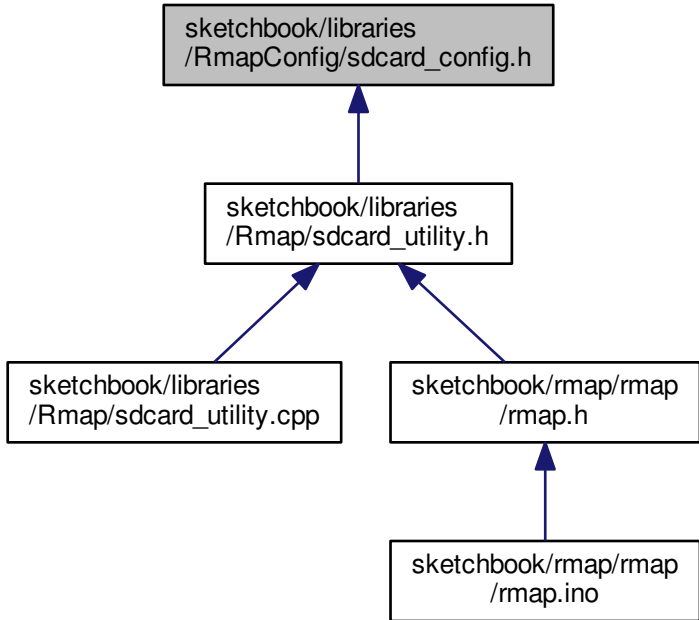 sketchbook/libraries
/RmapConfig/sdcard_config.h
sketchbook/libraries
/Rmap/sdcard_utility.h
sketchbook/libraries
/Rmap/sdcard_utility.cpp
sketchbook/rmap/rmap
/rmap.h
sketchbook/rmap/rmap
/rmap.ino